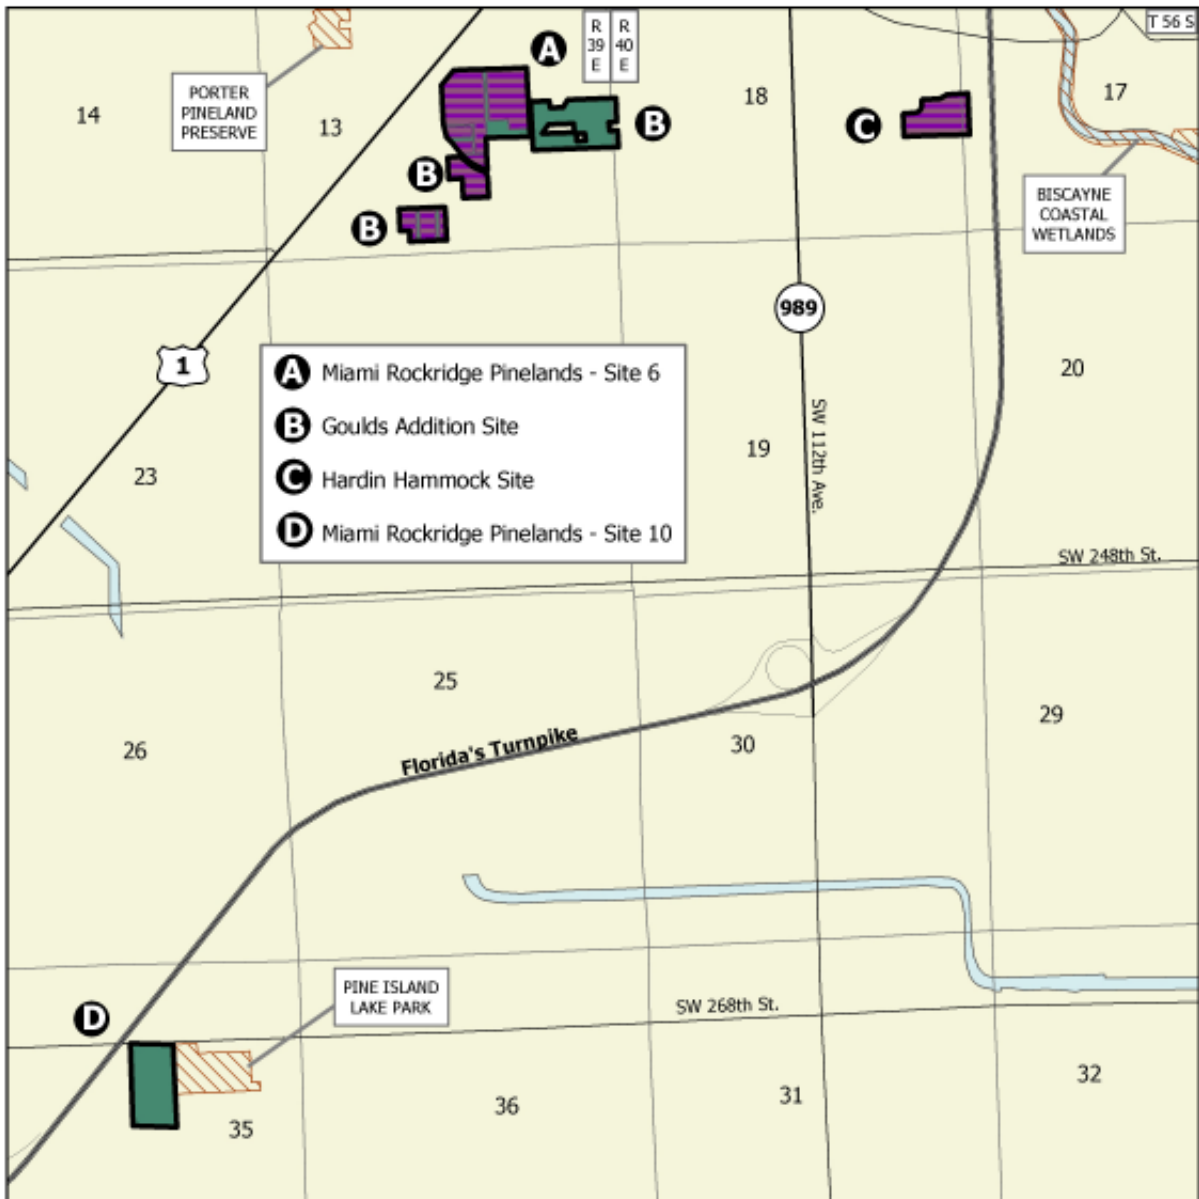 R
39
E
R
40
E
T 56 S
A
PORTER
PINELAND
PRESERVE
14
13
B
18
C
17
B
B
BISCAYNE
COASTAL
WETLANDS
989
1
A Miami Rockridge Pinelands - Site 6
B Goulds Addition Site
C Hardin Hammock Site
D Miami Rockridge Pinelands - Site 10
20
19
SW 112th Ave.
23
SW 248th St.
25
26
Florida's Turnpike
30
29
PINE ISLAND
LAKE PARK
D
SW 268th St.
35
36
31
32